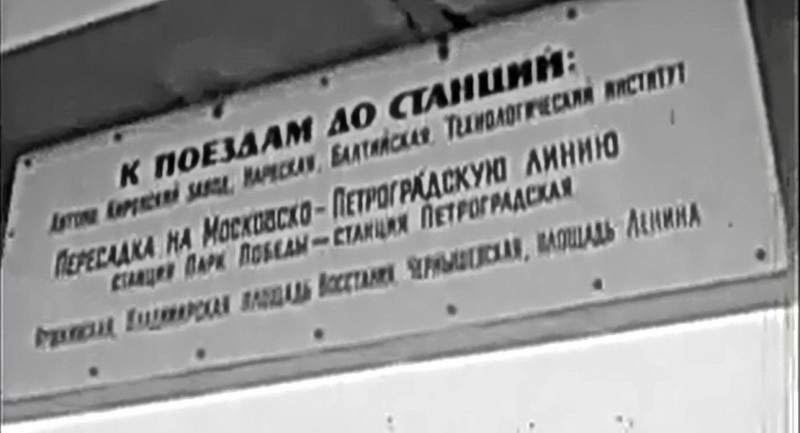 К ПОЕЗДАМ ДО СТАНЦИЙ:
АВТОВО, КИРОВСКИЙ ЗАВОД, НАРВСКАЯ, БАЛТИЙСКАЯ, ТЕХНОЛОГИЧЕСКИЙ ИНСТИТУТ
ПЕРЕСАДКА НА МОСКОВСКО-ПЕТРОГРАДСКУЮ ЛИНИЮ
СТАНЦИЯ ПАРК ПОБЕДЫ — СТАНЦИЯ ПЕТРОГРАДСКАЯ
ПУШКИНСКАЯ, ВЛАДИМИРСКАЯ, ПЛОЩАДЬ ВОССТАНИЯ, ЧЕРНЫШЕВСКАЯ, ПЛОЩАДЬ ЛЕНИНА